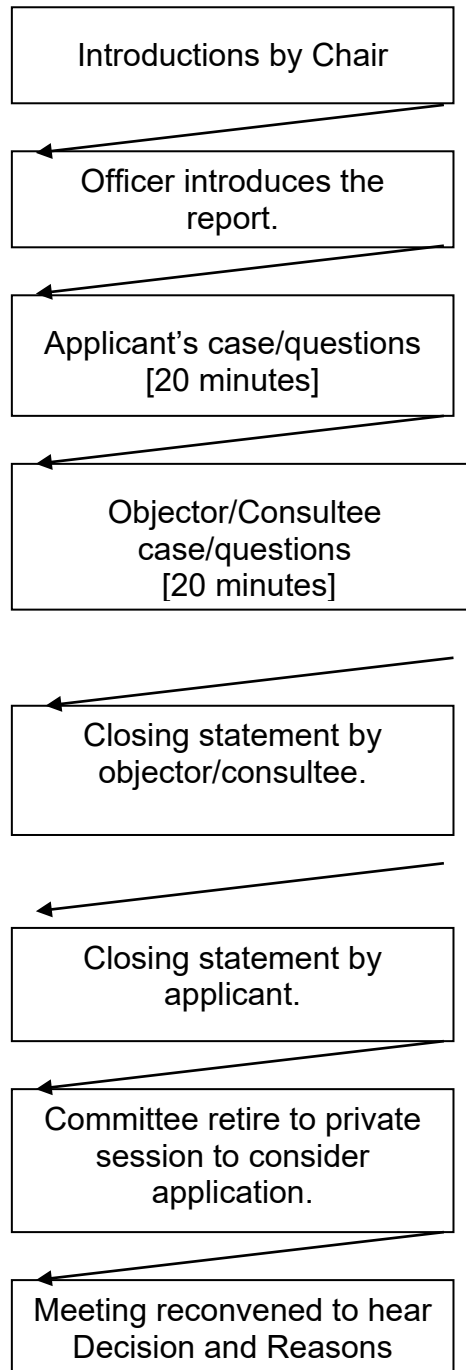 Introductions by Chair
Officer introduces the
report.
Applicant’s case/questions
[20 minutes]
Objector/Consultee
case/questions
[20 minutes]
Closing statement by
objector/consultee.
Closing statement by
applicant.
Committee retire to private
session to consider
application.
Meeting reconvened to hear
Decision and Reasons